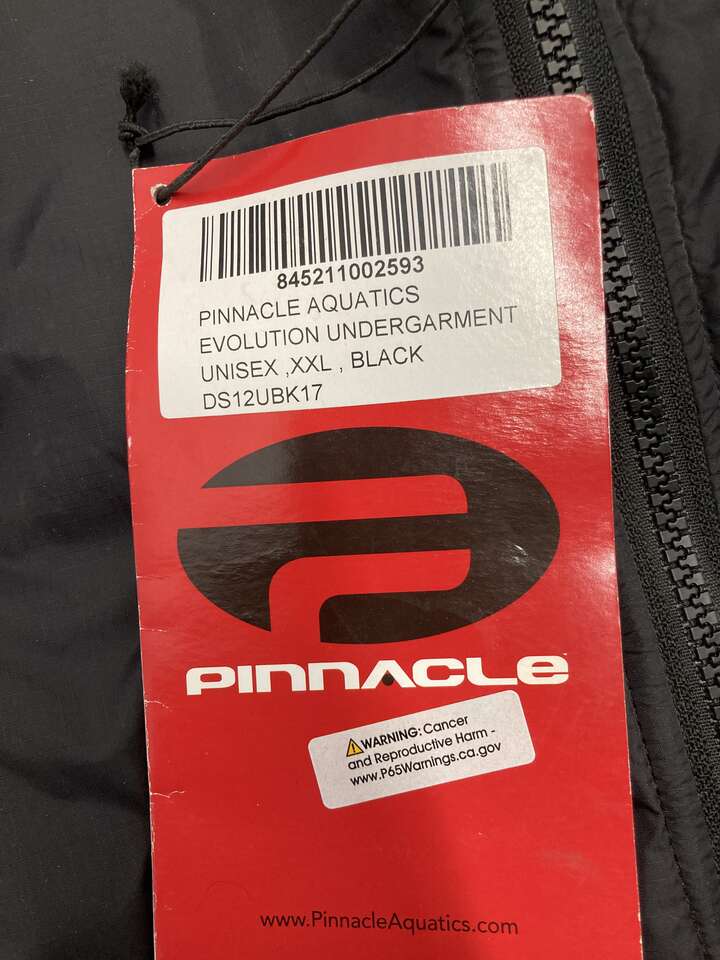 845211002593
PINNACLE AQUATICS
EVOLUTION UNDERGARMENT
UNISEX ,XXL , BLACK
DS12UBK17
PINNACLE
WARNING: Cancer
and Reproductive Harm -
www.P65Warnings.ca.gov
www.PinnacleAquatics.com